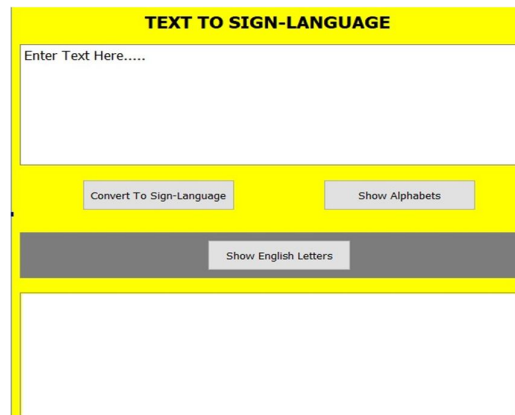 TEXT TO SIGN-LANGUAGE
Enter Text Here.....
Convert To Sign-Language
Show Alphabets
Show English Letters